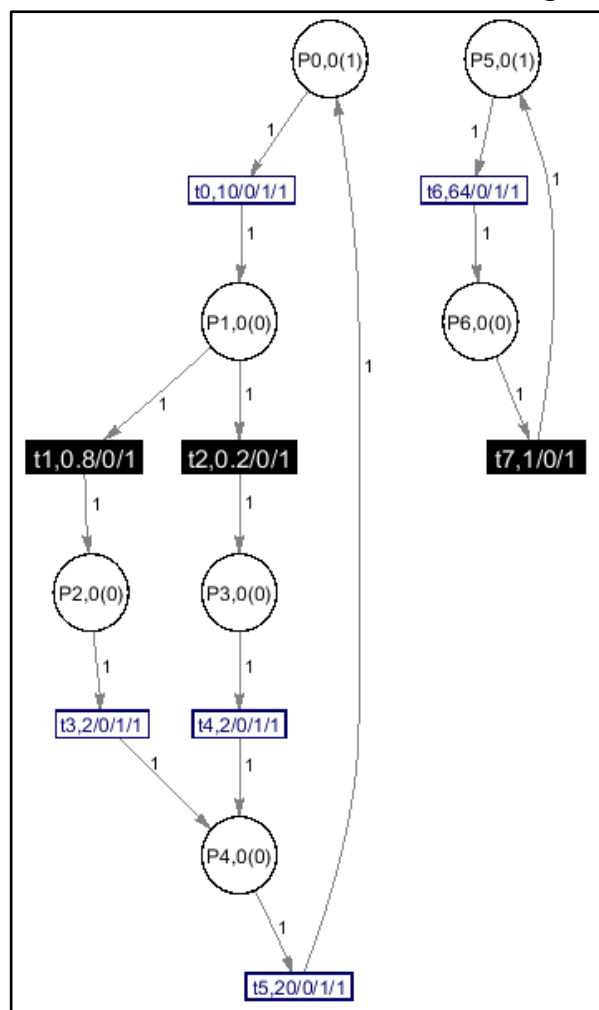 P0,0(1)
P5,0(1)
1
1
t0,10/0/1/1
t6,64/0/1/1
1
1
1
P1,0(0)
P6,0(0)
1
1
1
1
t1,0.8/0/1
t2,0.2/0/1
t7,1/0/1
1
1
P2,0(0)
P3,0(0)
1
1
t3,2/0/1/1
t4,2/0/1/1
1
1
P4,0(0)
1
t5,20/0/1/1